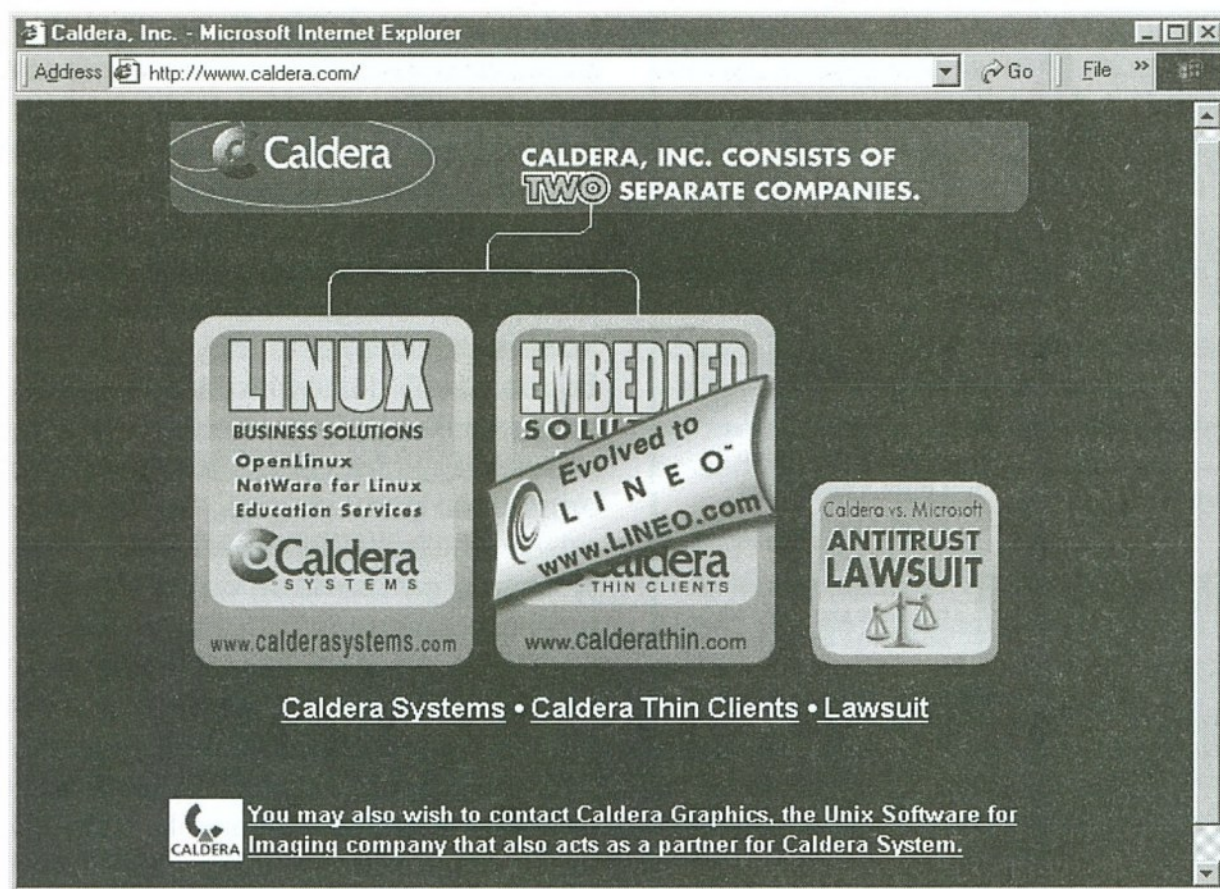 Caldera, Inc. - Microsoft Internet Explorer
Address http://www.caldera.com/ Go File »
Caldera
CALDERA, INC. CONSISTS OF
TWO SEPARATE COMPANIES.
LINUX
BUSINESS SOLUTIONS
OpenLinux
NetWare for Linux
Education Services
Caldera
SYSTEMS
www.calderasystems.com
EMBEDDED
Evolved to
LINEO™
www.LINEO.com
THIN CLIENTS
www.calderathin.com
Caldera vs. Microsoft
ANTITRUST
LAWSUIT
Caldera Systems • Caldera Thin Clients • Lawsuit
CALDERA
You may also wish to contact Caldera Graphics, the Unix Software for
Imaging company that also acts as a partner for Caldera System.